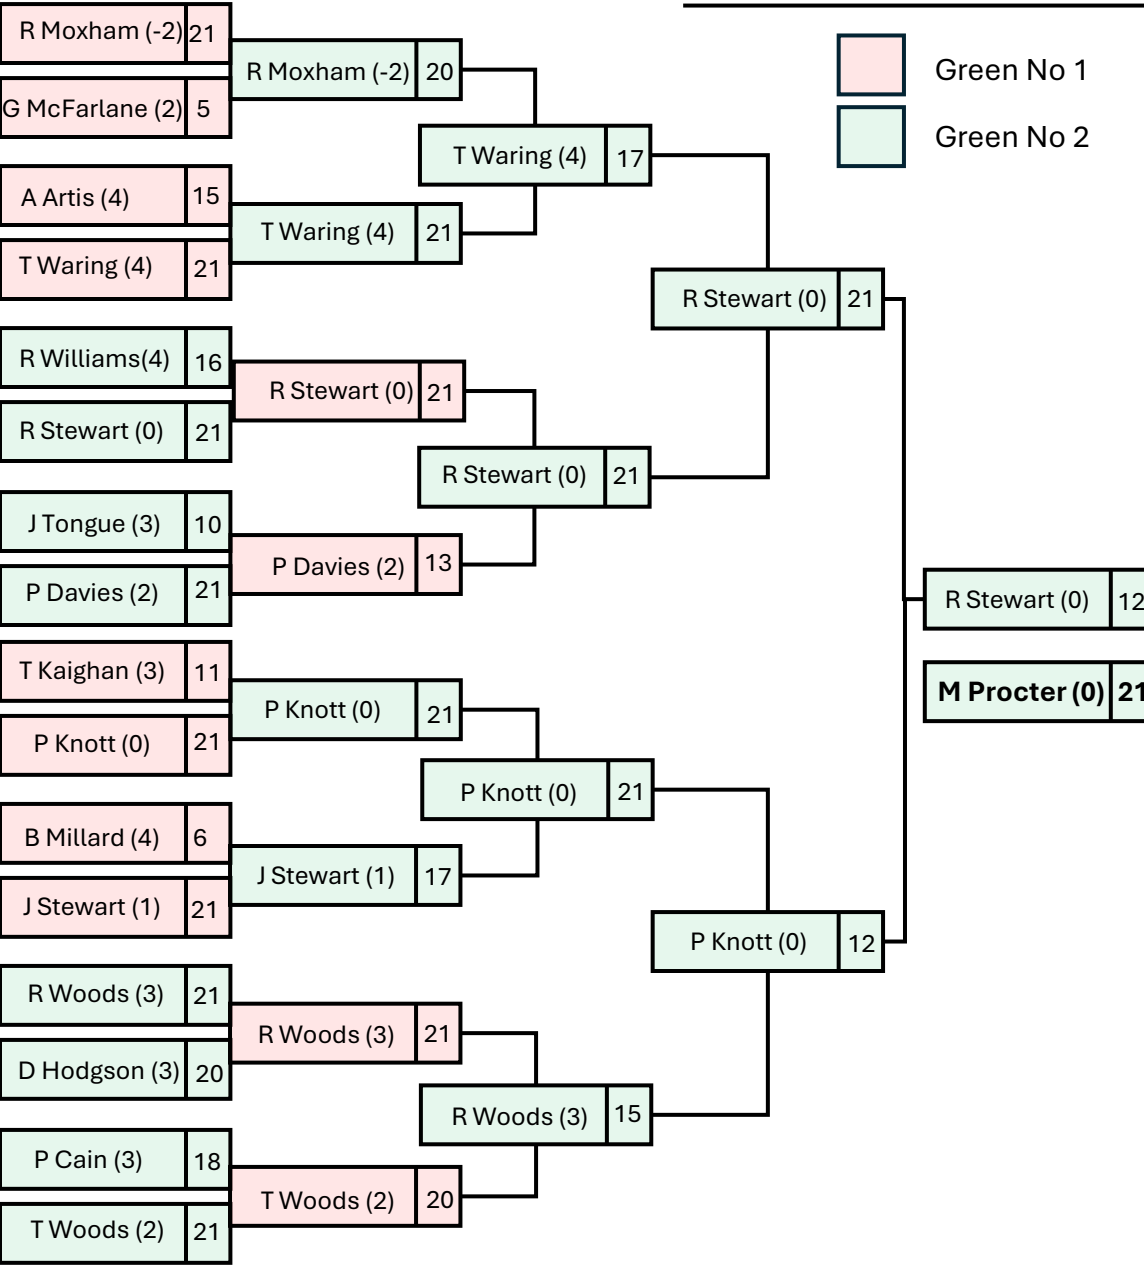 R Moxham (-2) 21
G McFarlane (2) 5
A Artis (4) 15
T Waring (4) 21
R Williams(4) 16
R Stewart (0) 21
J Tongue (3) 10
P Davies (2) 21
T Kaighan (3) 11
P Knott (0) 21
B Millard (4) 6
J Stewart (1) 21
R Woods (3) 21
D Hodgson (3) 20
P Cain (3) 18
T Woods (2) 21
R Moxham (-2) 20
T Waring (4) 21
R Stewart (0) 21
P Davies (2) 13
P Knott (0) 21
J Stewart (1) 17
R Woods (3) 21
T Woods (2) 20
T Waring (4) 17
R Stewart (0) 21
P Knott (0) 21
R Woods (3) 15
R Stewart (0) 21
P Knott (0) 12
R Stewart (0) 12
M Procter (0) 21
Green No 1
Green No 2